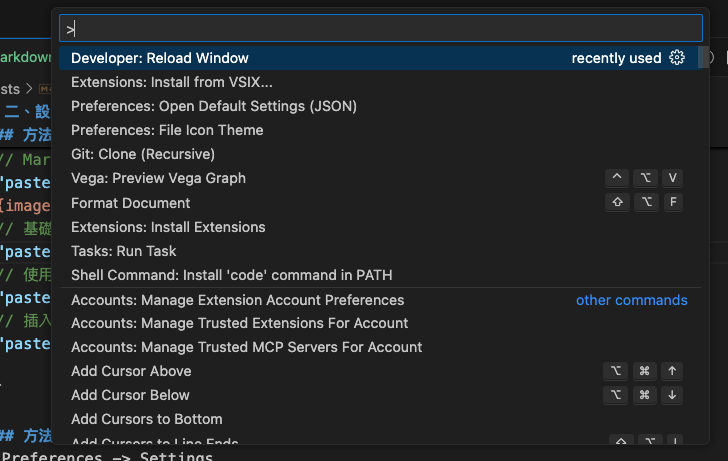 >
Developer: Reload Window recently used
arkdown
Extensions: Install from VSIX...
sts >
Preferences: Open Default Settings (JSON)
二、設
Preferences: File Icon Theme
## 方法
Git: Clone (Recursive)
// Mar
Vega: Preview Vega Graph ^ ⌥ V
"paste
Format Document ⇧ ⌥ F
{image
Extensions: Install Extensions
// 基礎
Tasks: Run Task
"paste
Shell Command: Install 'code' command in PATH
// 使用
Accounts: Manage Extension Account Preferences other commands
"paste
Accounts: Manage Trusted Extensions For Account
// 插入
Accounts: Manage Trusted MCP Servers For Account
"paste
Add Cursor Above ⌥ ⌘ ↑
Add Cursor Below ⌥ ⌘ ↓
Add Cursors to Bottom
## 方法
Add Cursors to Line Ends
Preferences -> Settings